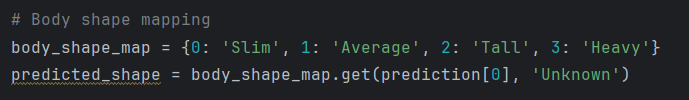 # Body shape mapping
body_shape_map = {0: 'Slim', 1: 'Average', 2: 'Tall', 3: 'Heavy'}
predicted_shape = body_shape_map.get(prediction[0], 'Unknown')